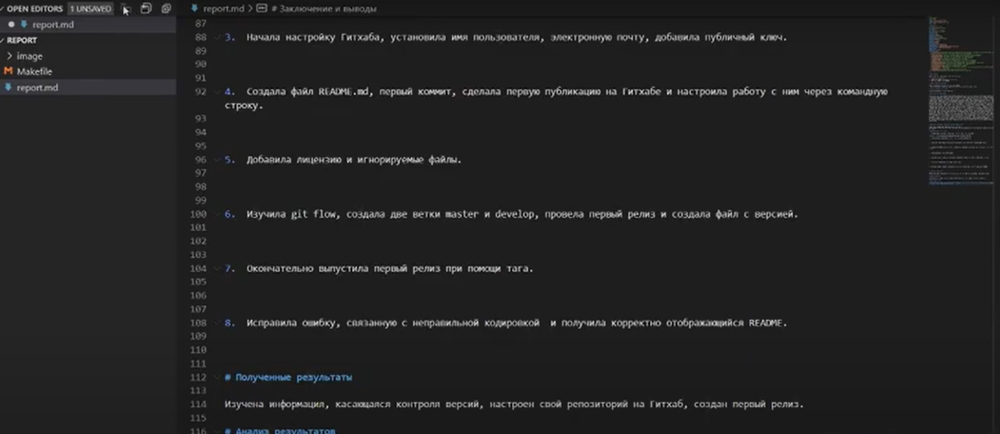 OPEN EDITORS 1 UNSAVED
report.md
REPORT
image
Makefile
report.md
report.md > # Заключение и выводы
87
88 3. Начала настройку Гитхаба, установила имя пользователя, электронную почту, добавила публичный ключ.
89
90
91
92 4. Создала файл README.md, первый коммит, сделала первую публикацию на Гитхабе и настроила работу с ним через командную
строку.
93
94
95
96 5. Добавила лицензию и игнорируемые файлы.
97
98
99
100 6. Изучила git flow, создала две ветки master и develop, провела первый релиз и создала файл с версией.
101
102
103
104 7. Окончательно выпустила первый релиз при помощи тага.
105
106
107
108 8. Исправила ошибку, связанную с неправильной кодировкой и получила корректно отображающийся README.
109
110
111
112 # Полученные результаты
113
114 Изучена информация, касающаяся контроля версий, настроен свой репозиторий на Гитхаб, создан первый релиз.
115
116 # Анализ результатов